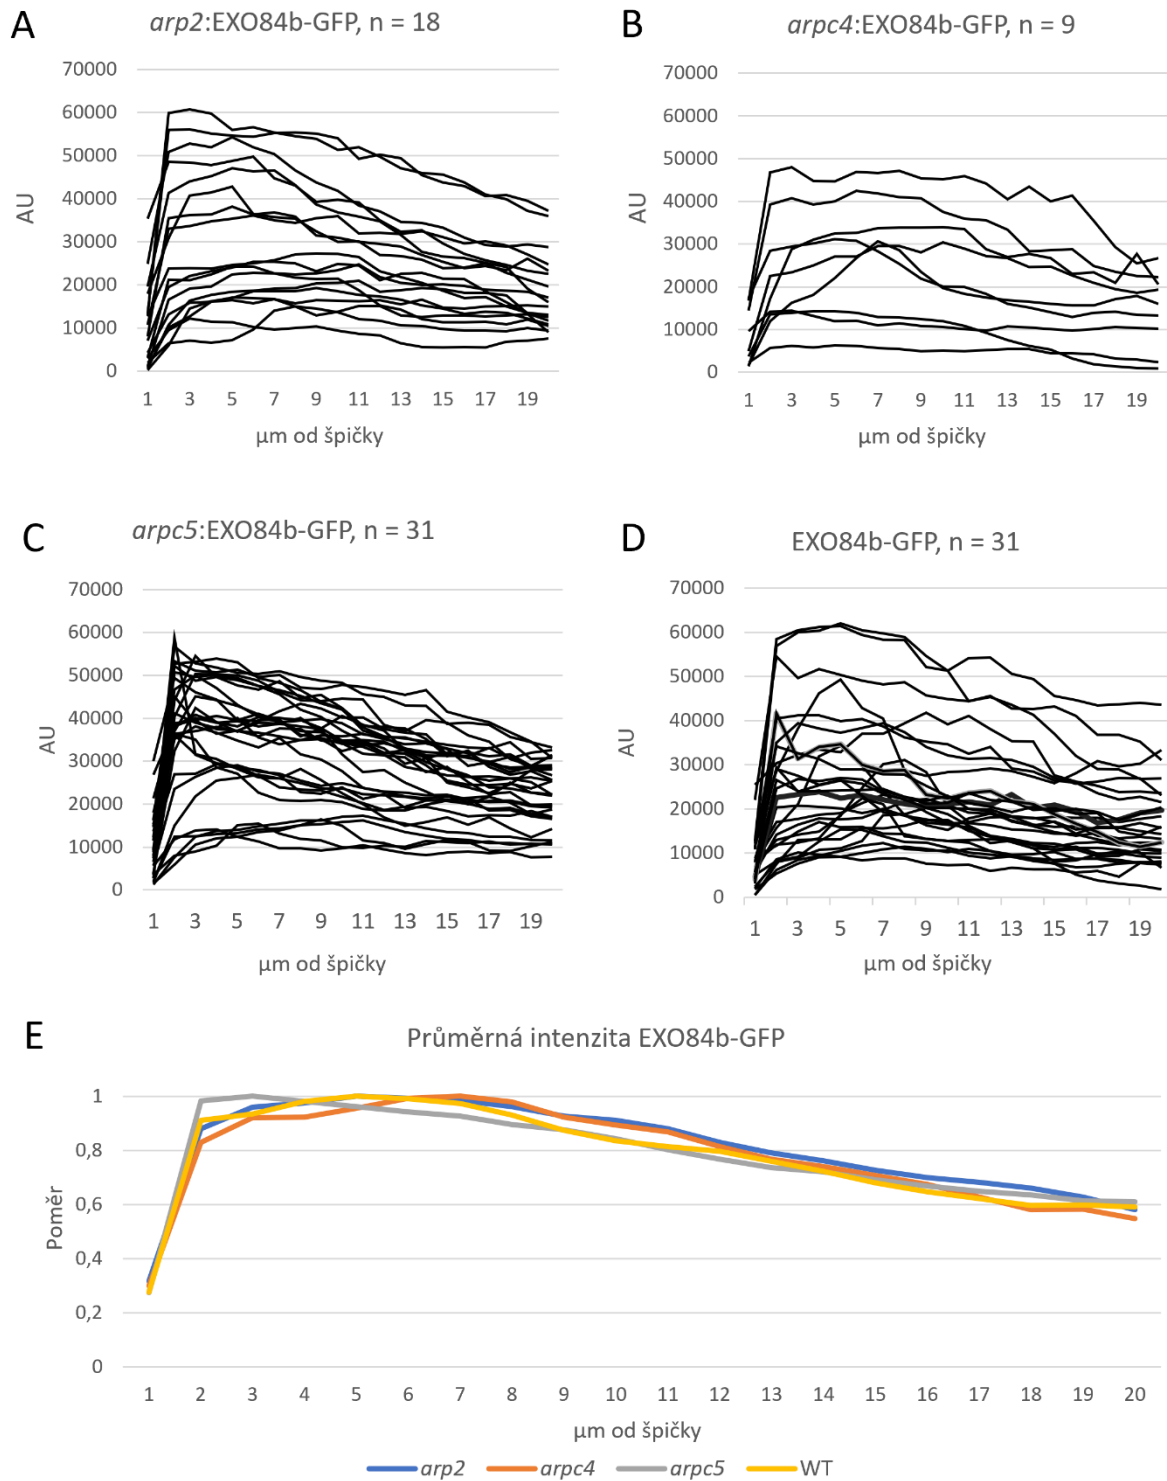 A
arp2:EXO84b-GFP, n = 18
70000
60000
50000
40000
30000
20000
10000
0
AU
1 3 5 7 9 11 13 15 17 19
µm od špičky
B
arpc4:EXO84b-GFP, n = 9
70000
60000
50000
40000
30000
20000
10000
0
AU
1 3 5 7 9 11 13 15 17 19
µm od špičky
C
arpc5:EXO84b-GFP, n = 31
70000
60000
50000
40000
30000
20000
10000
0
AU
1 3 5 7 9 11 13 15 17 19
µm od špičky
D
EXO84b-GFP, n = 31
70000
60000
50000
40000
30000
20000
10000
0
AU
1 3 5 7 9 11 13 15 17 19
µm od špičky
E
Průměrná intenzita EXO84b-GFP
1
0,8
0,6
0,4
0,2
0
Poměr
1 2 3 4 5 6 7 8 9 10 11 12 13 14 15 16 17 18 19 20
µm od špičky
arp2 arpc4 arpc5 WT